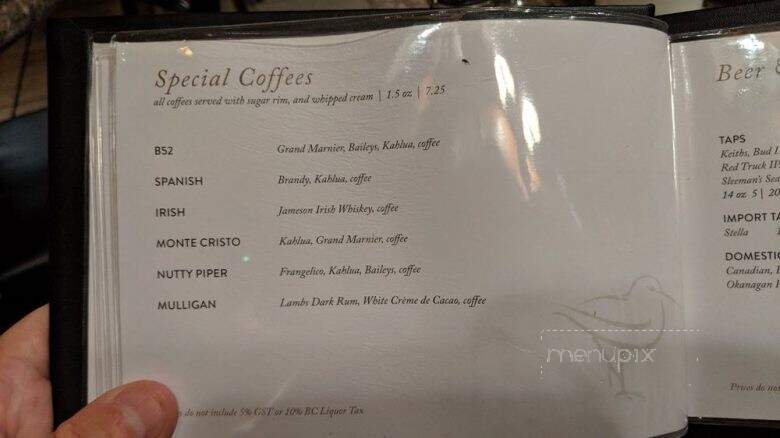 Special Coffees
all coffees served with sugar rim, and whipped cream | 1.5 oz | 7.25
B52 Grand Marnier, Baileys, Kahlua, coffee
SPANISH Brandy, Kahlua, coffee
IRISH Jameson Irish Whiskey, coffee
MONTE CRISTO Kahlua, Grand Marnier, coffee
NUTTY PIPER Frangelico, Kahlua, Baileys, coffee
MULLIGAN Lambs Dark Rum, White Crème de Cacao, coffee
do not include 5% GST or 10% BC Liquor Tax
menupix
Beer &
TAPS
Keiths, Bud
Red Truck
Sleeman's
14 oz 5 | 20
IMPORT
Stella
Canadian,
Okanagan
Prices do